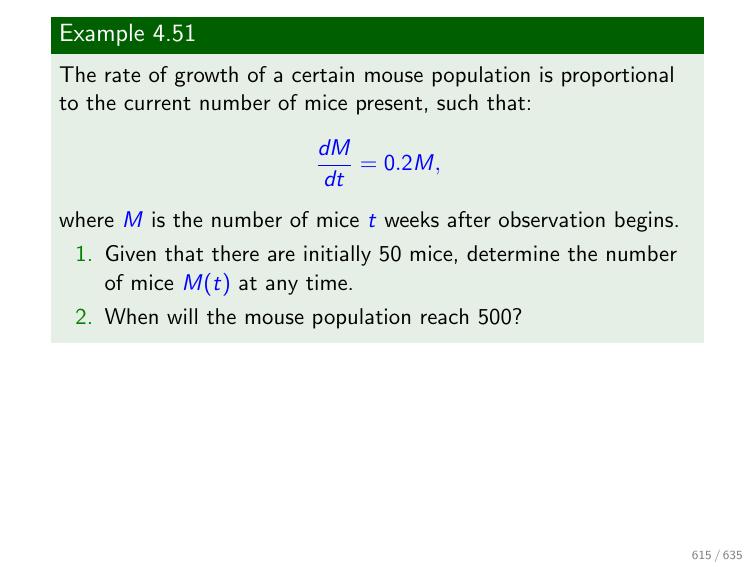 Example 4.51
The rate of growth of a certain mouse population is proportional
to the current number of mice present, such that:
dM/dt = 0.2M,
where M is the number of mice t weeks after observation begins.
1. Given that there are initially 50 mice, determine the number
of mice M(t) at any time.
2. When will the mouse population reach 500?
615 / 635